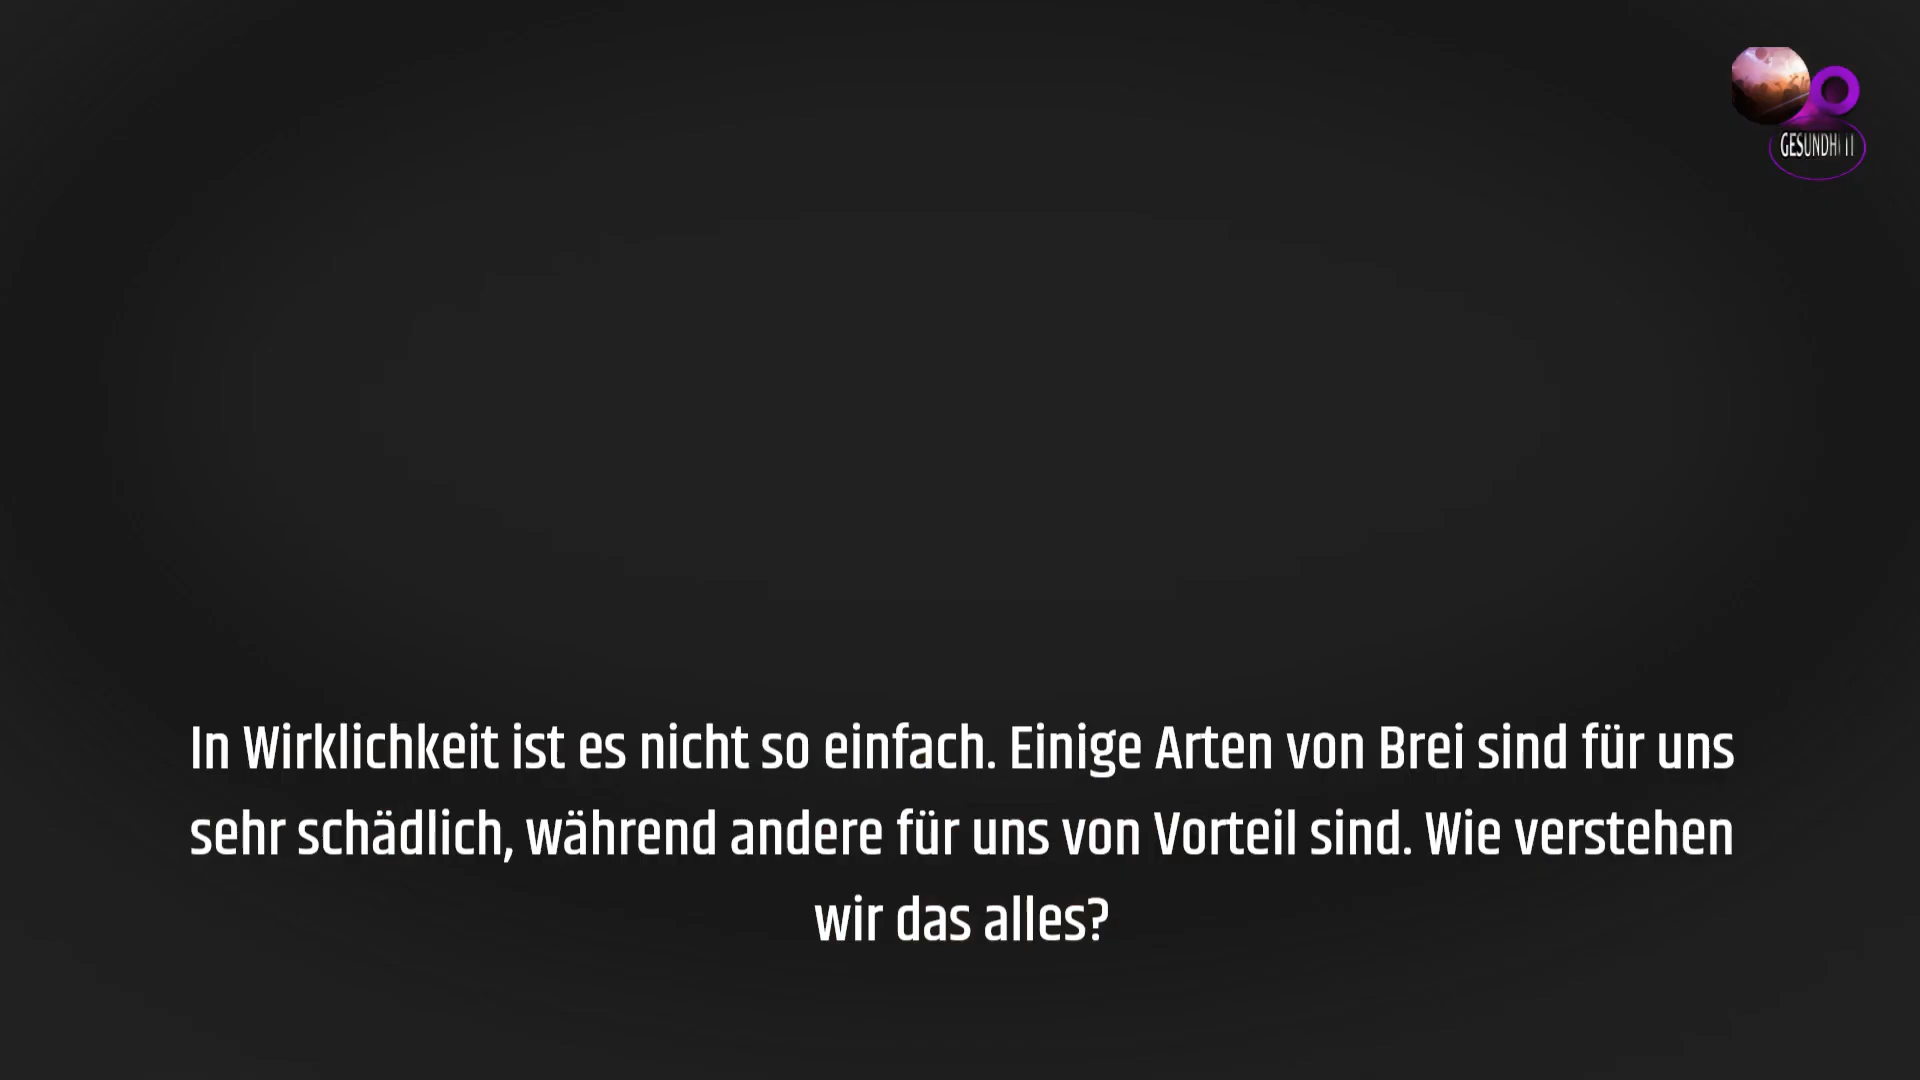 GESUNDHEIT
In Wirklichkeit ist es nicht so einfach. Einige Arten von Brei sind für uns
sehr schädlich, während andere für uns von Vorteil sind. Wie verstehen
wir das alles?